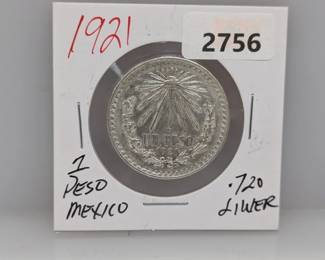 1921
2756
UN PESO
1
PESO
MEXICO
.720
SILVER